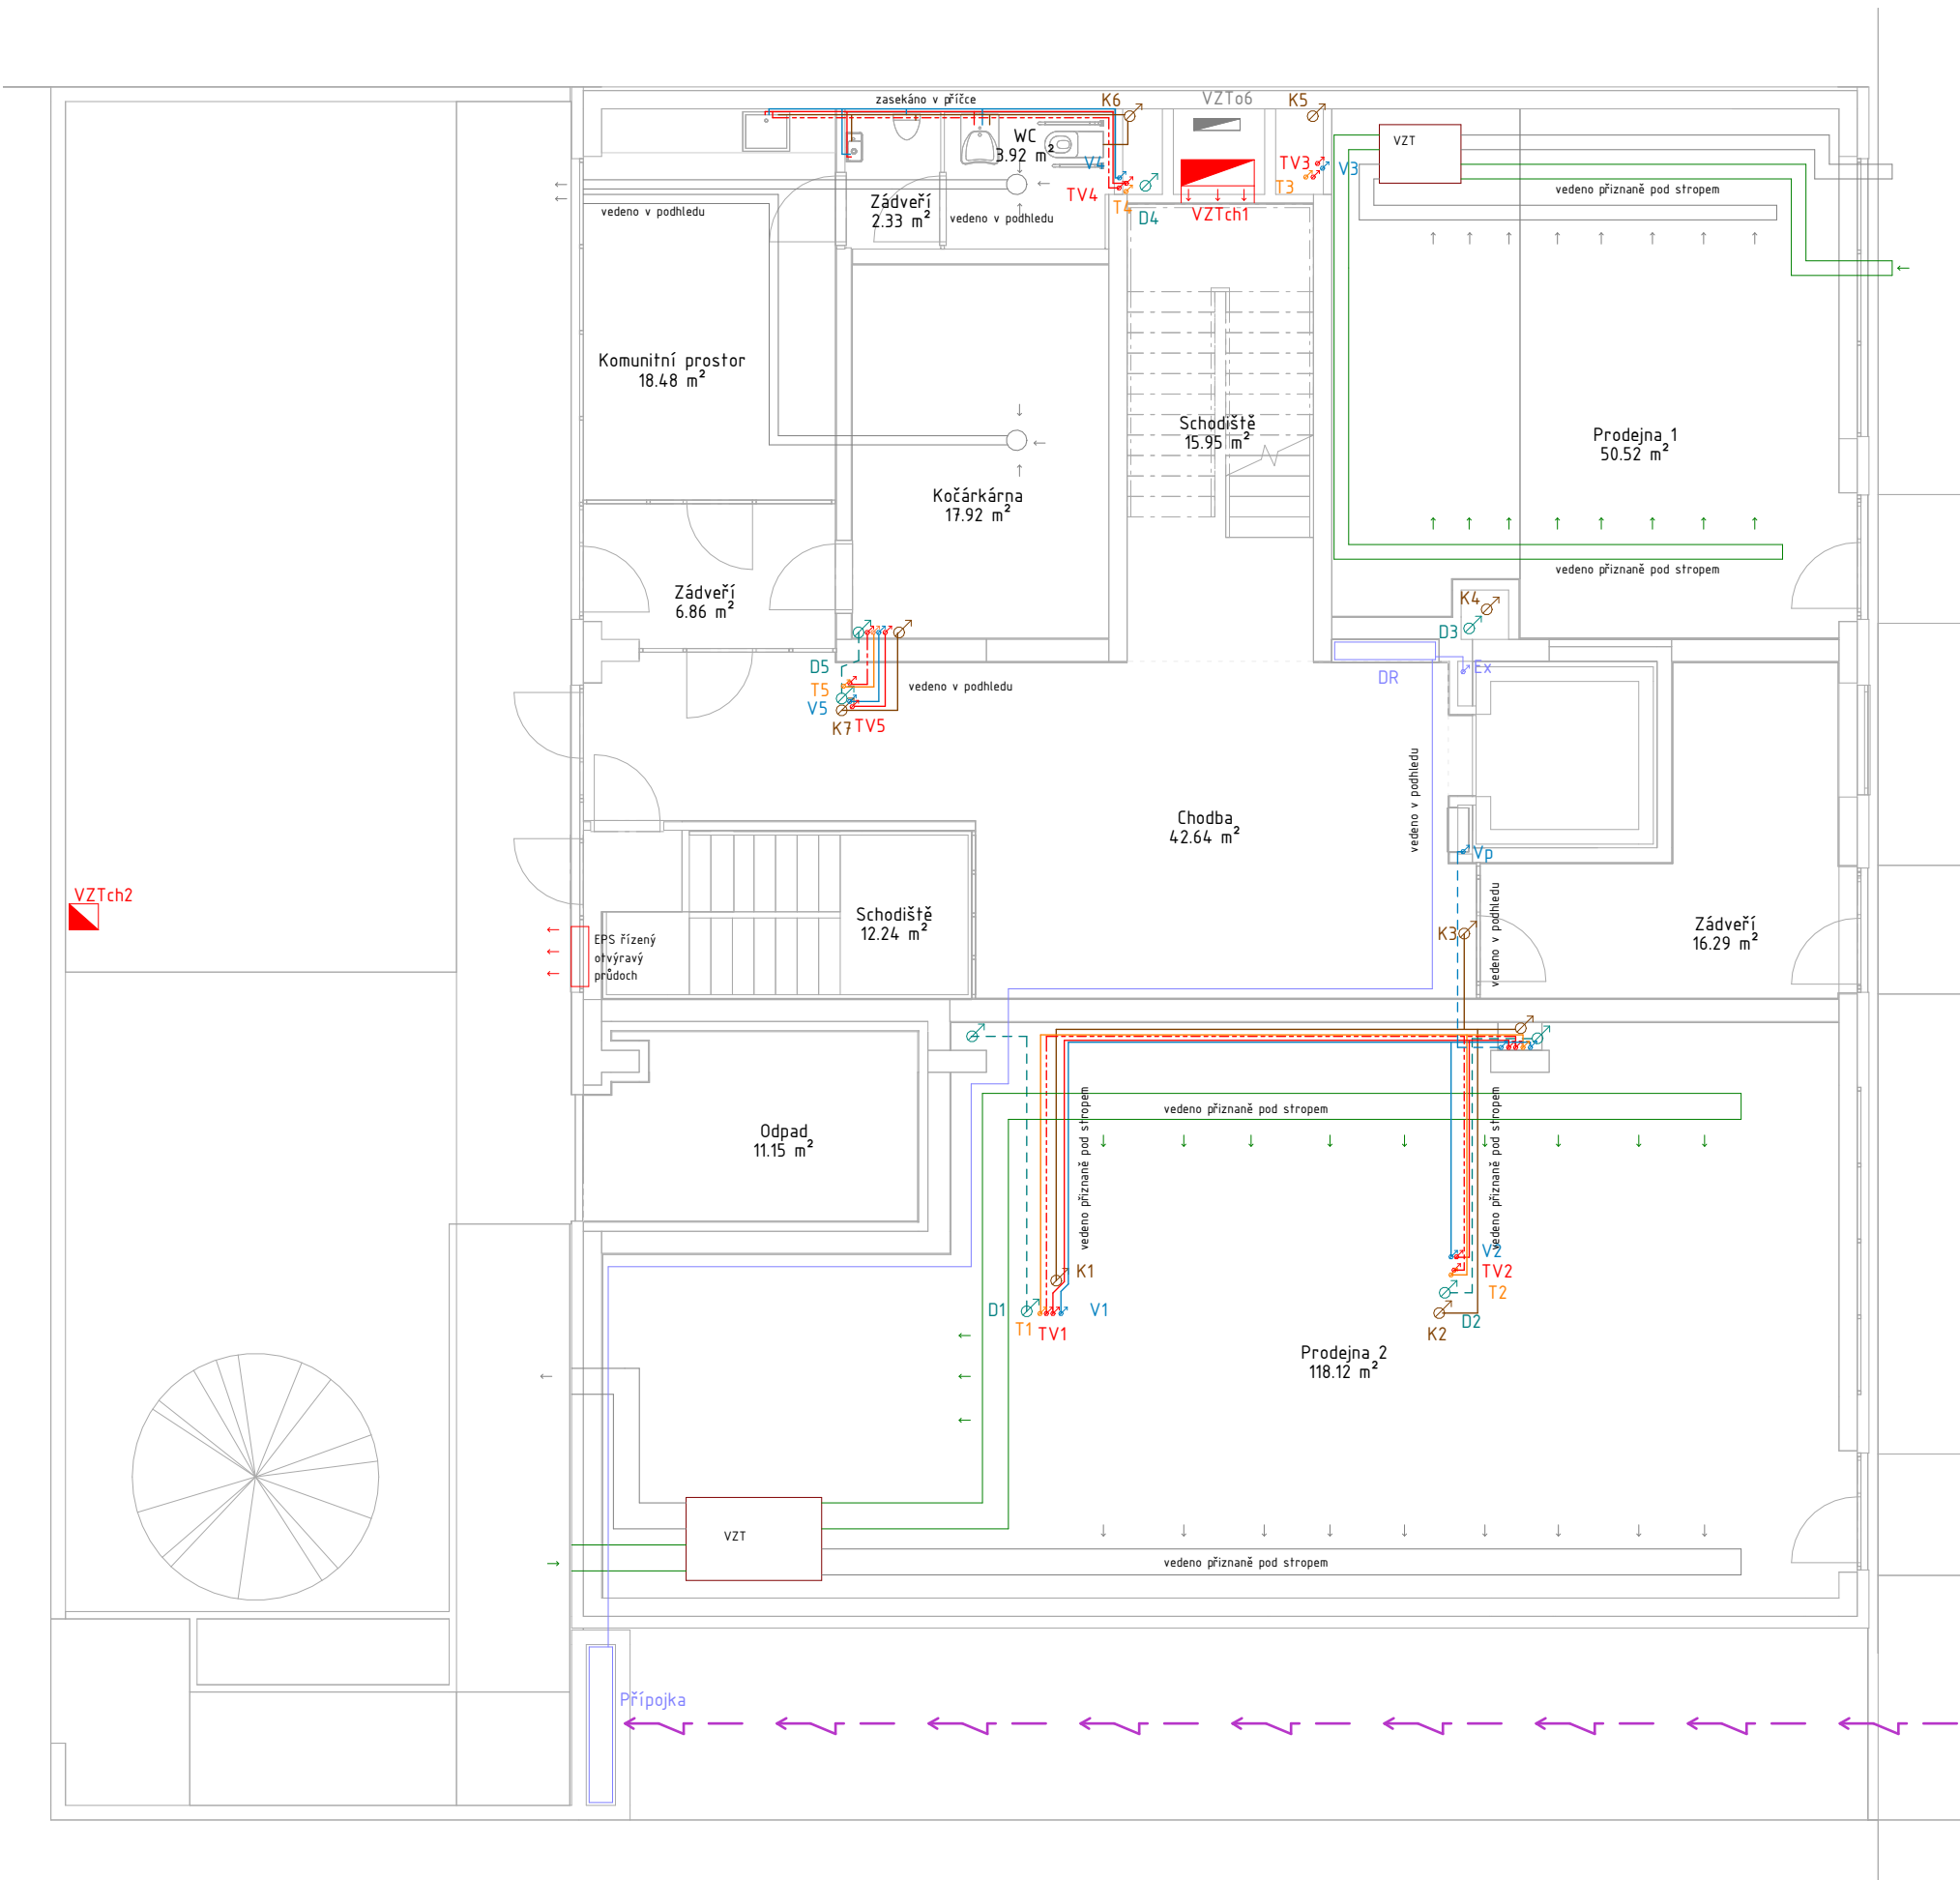 zasekáno v příčce
K6
VZTo6
K5
WC
3.92 m²
VZT
V4
TV3
V3
T3
TV4
T4
D4
VZTch1
vedeno přiznaně pod stropem
Zádveří
2.33 m²
vedeno v podhledu
vedeno v podhledu
Komunitní prostor
18.48 m²
Schodiště
15.95 m²
Prodejna 1
50.52 m²
Kočárkárna
17.92 m²
vedeno přiznaně pod stropem
Zádveří
6.86 m²
K4
D3
D5
T5
V5
K7
TV5
vedeno v podhledu
Ex
DR
vedeno v podhledu
Chodba
42.64 m²
Vp
VZTch2
Schodiště
12.24 m²
K3
vedeno v podhledu
Zádveří
16.29 m²
EPS řízený
otvýravý
průdoch
Odpad
11.15 m²
vedeno přiznaně pod stropem
vedeno přiznaně pod stropem
vedeno přiznaně pod stropem
K1
D1
T1
TV1
V1
V2
TV2
T2
D2
K2
Prodejna 2
118.12 m²
VZT
vedeno přiznaně pod stropem
Přípojka